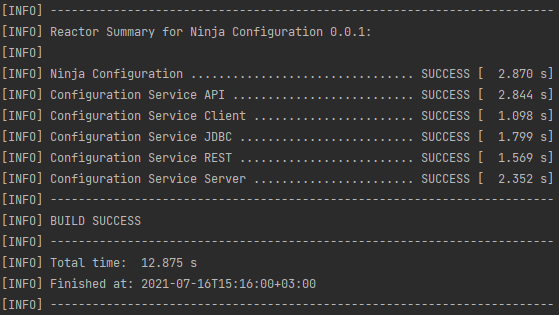 [INFO] ------------------------------------------------------------------------
[INFO] Reactor Summary for Ninja Configuration 0.0.1:
[INFO]
[INFO] Ninja Configuration ................................ SUCCESS [  2.870 s]
[INFO] Configuration Service API .......................... SUCCESS [  2.844 s]
[INFO] Configuration Service Client ....................... SUCCESS [  1.098 s]
[INFO] Configuration Service JDBC ......................... SUCCESS [  1.799 s]
[INFO] Configuration Service REST ......................... SUCCESS [  1.569 s]
[INFO] Configuration Service Server ....................... SUCCESS [  2.352 s]
[INFO] ------------------------------------------------------------------------
[INFO] BUILD SUCCESS
[INFO] ------------------------------------------------------------------------
[INFO] Total time:  12.875 s
[INFO] Finished at: 2021-07-16T15:16:00+03:00
[INFO] ------------------------------------------------------------------------